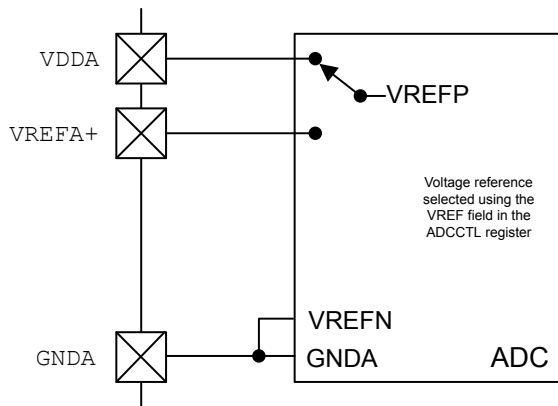 VDDA
VREFP
VREFA+
Voltage reference
selected using the
VREF field in the
ADCCTL register
VREFN
GNDA
GNDA
ADC